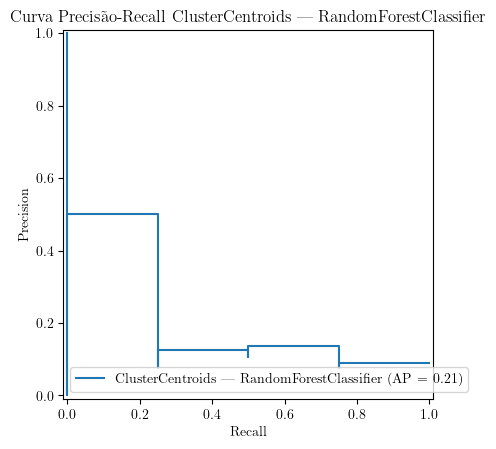 Curva Precisão-Recall ClusterCentroids — RandomForestClassifier
1.0
0.8
0.6
0.4
0.2
0.0
Precision
ClusterCentroids — RandomForestClassifier (AP = 0.21)
0.0 0.2 0.4 0.6 0.8 1.0
Recall